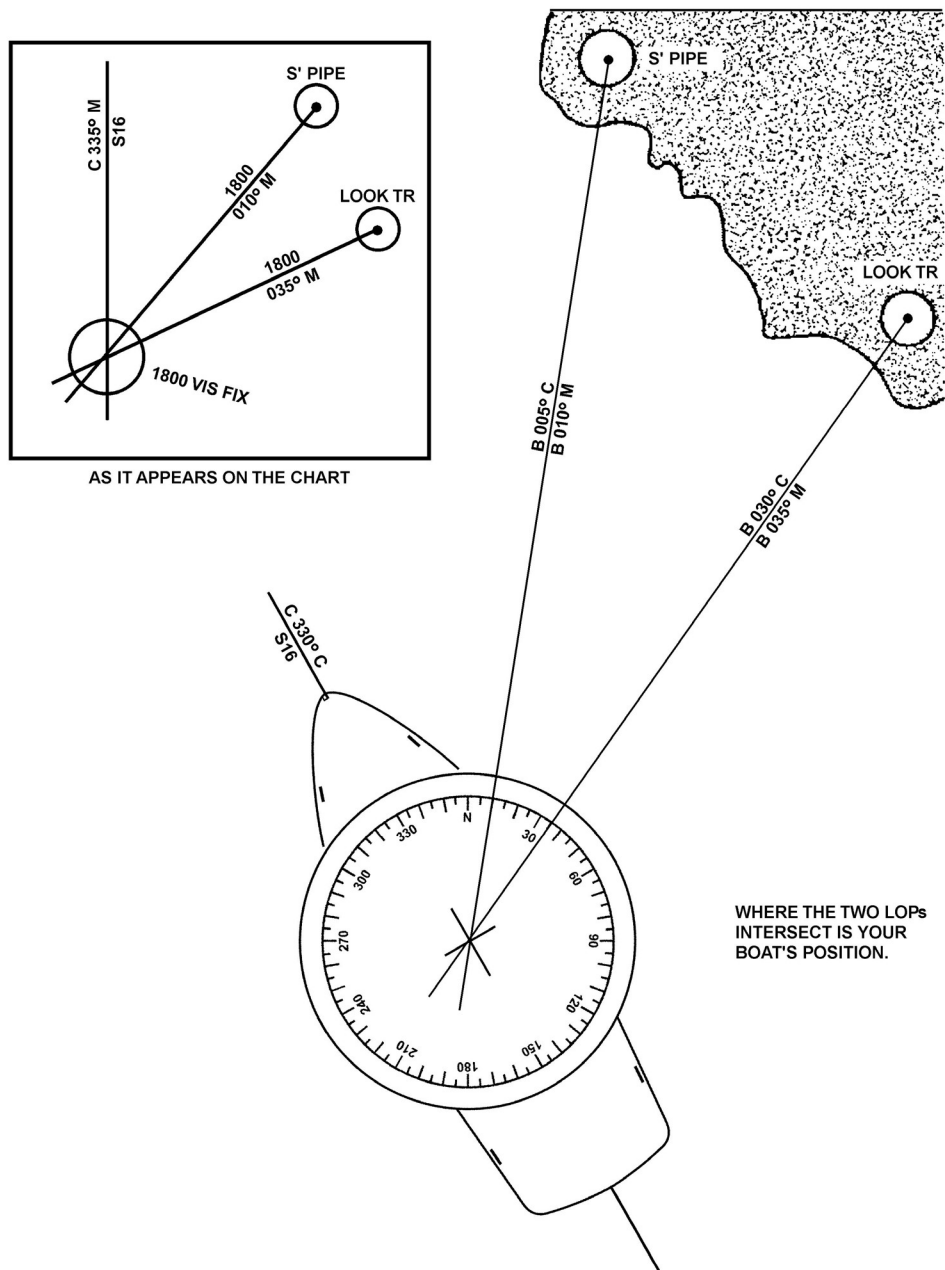 C 335° M
S16
S' PIPE
1800
010° M
LOOK TR
1800
035° M
1800 VIS FIX
AS IT APPEARS ON THE CHART
S' PIPE
LOOK TR
B 005° C
B 010° M
B 030° C
B 035° M
C 330° C
S16
N
30
60
90
120
150
180
210
240
270
300
330
WHERE THE TWO LOPs
INTERSECT IS YOUR
BOAT'S POSITION.